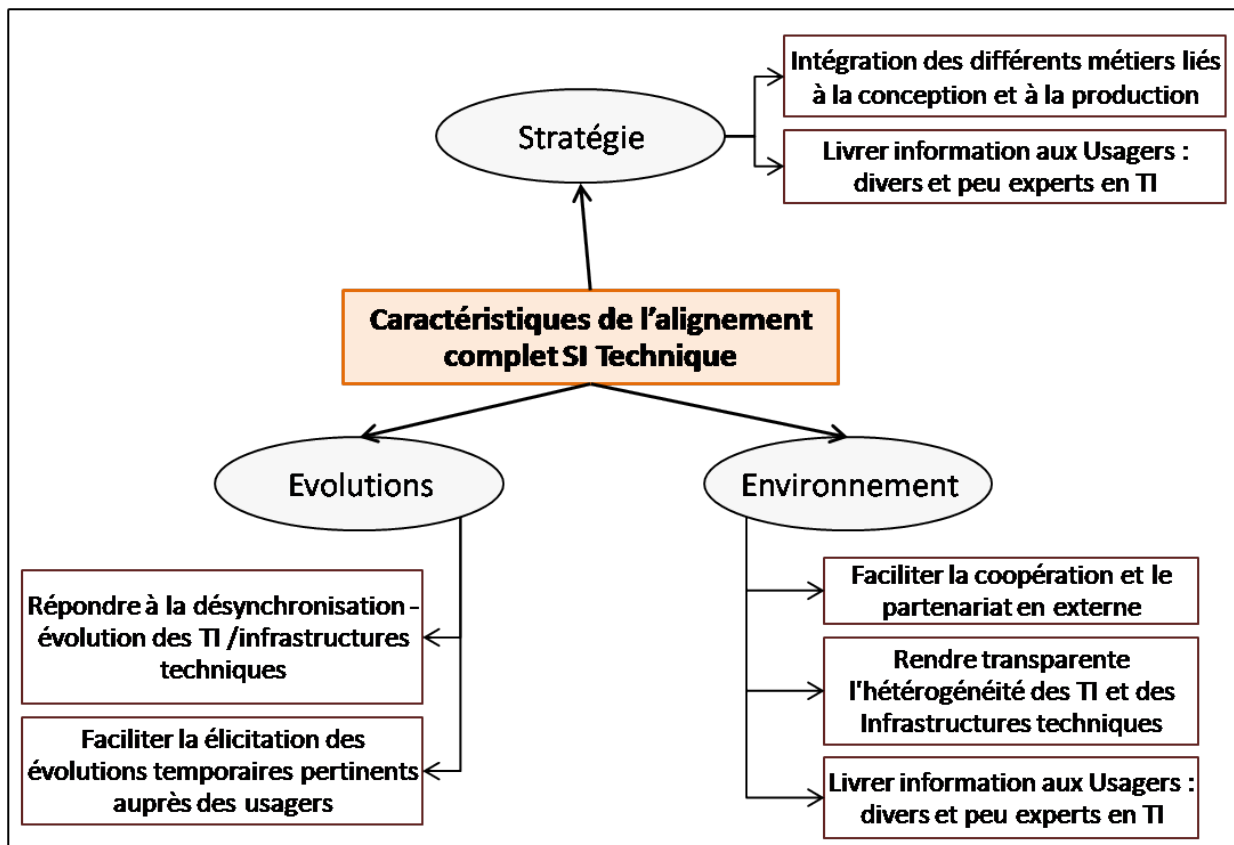 Intégration des différents métiers liés
à la conception et à la production
Stratégie
Livrer information aux Usagers :
divers et peu experts en TI
Caractéristiques de l'alignement
complet SI Technique
Evolutions
Environnement
Répondre à la désynchronisation -
évolution des TI /infrastructures
techniques
Faciliter la élicitation des
évolutions temporaires pertinents
auprès des usagers
Faciliter la coopération et le
partenariat en externe
Rendre transparente
l'hétérogénéité des TI et des
Infrastructures techniques
Livrer information aux Usagers :
divers et peu experts en TI